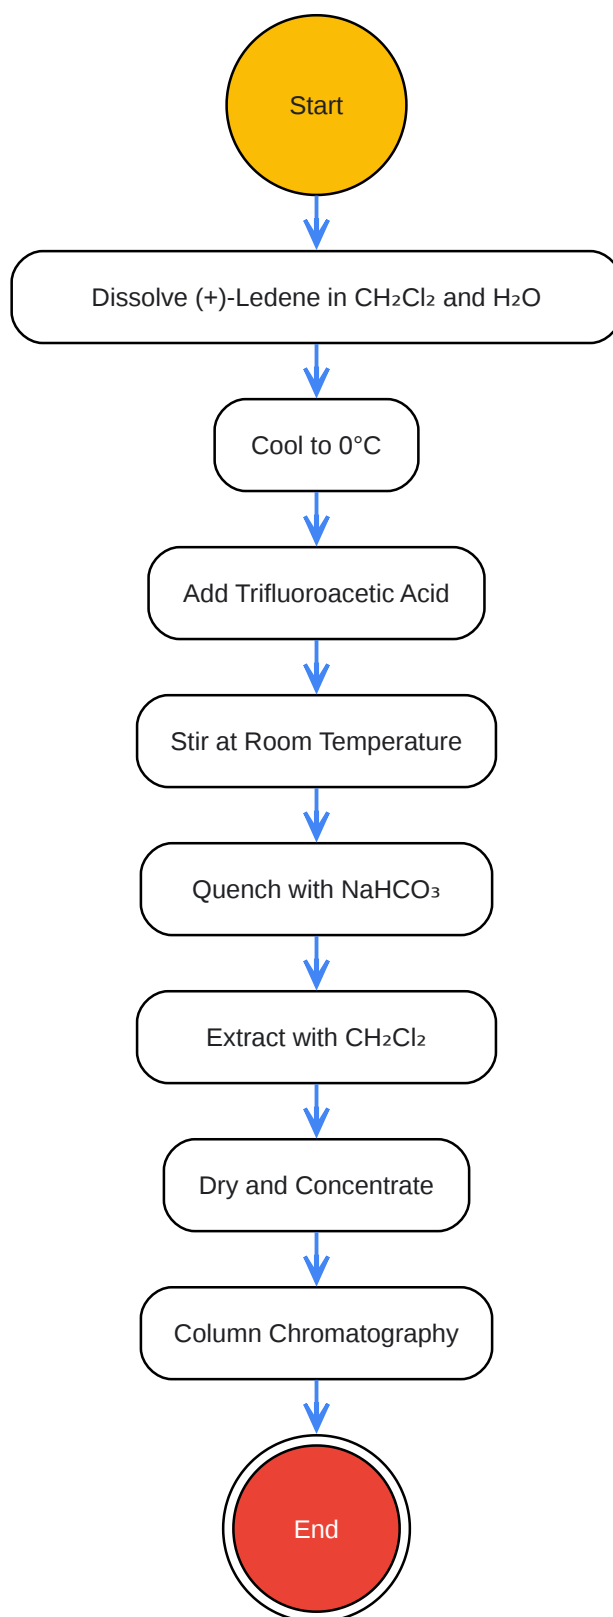 Start
Dissolve (+)-Ledene in CH₂Cl₂ and H₂O
Cool to 0°C
Add Trifluoroacetic Acid
Stir at Room Temperature
Quench with NaHCO₃
Extract with CH₂Cl₂
Dry and Concentrate
Column Chromatography
End